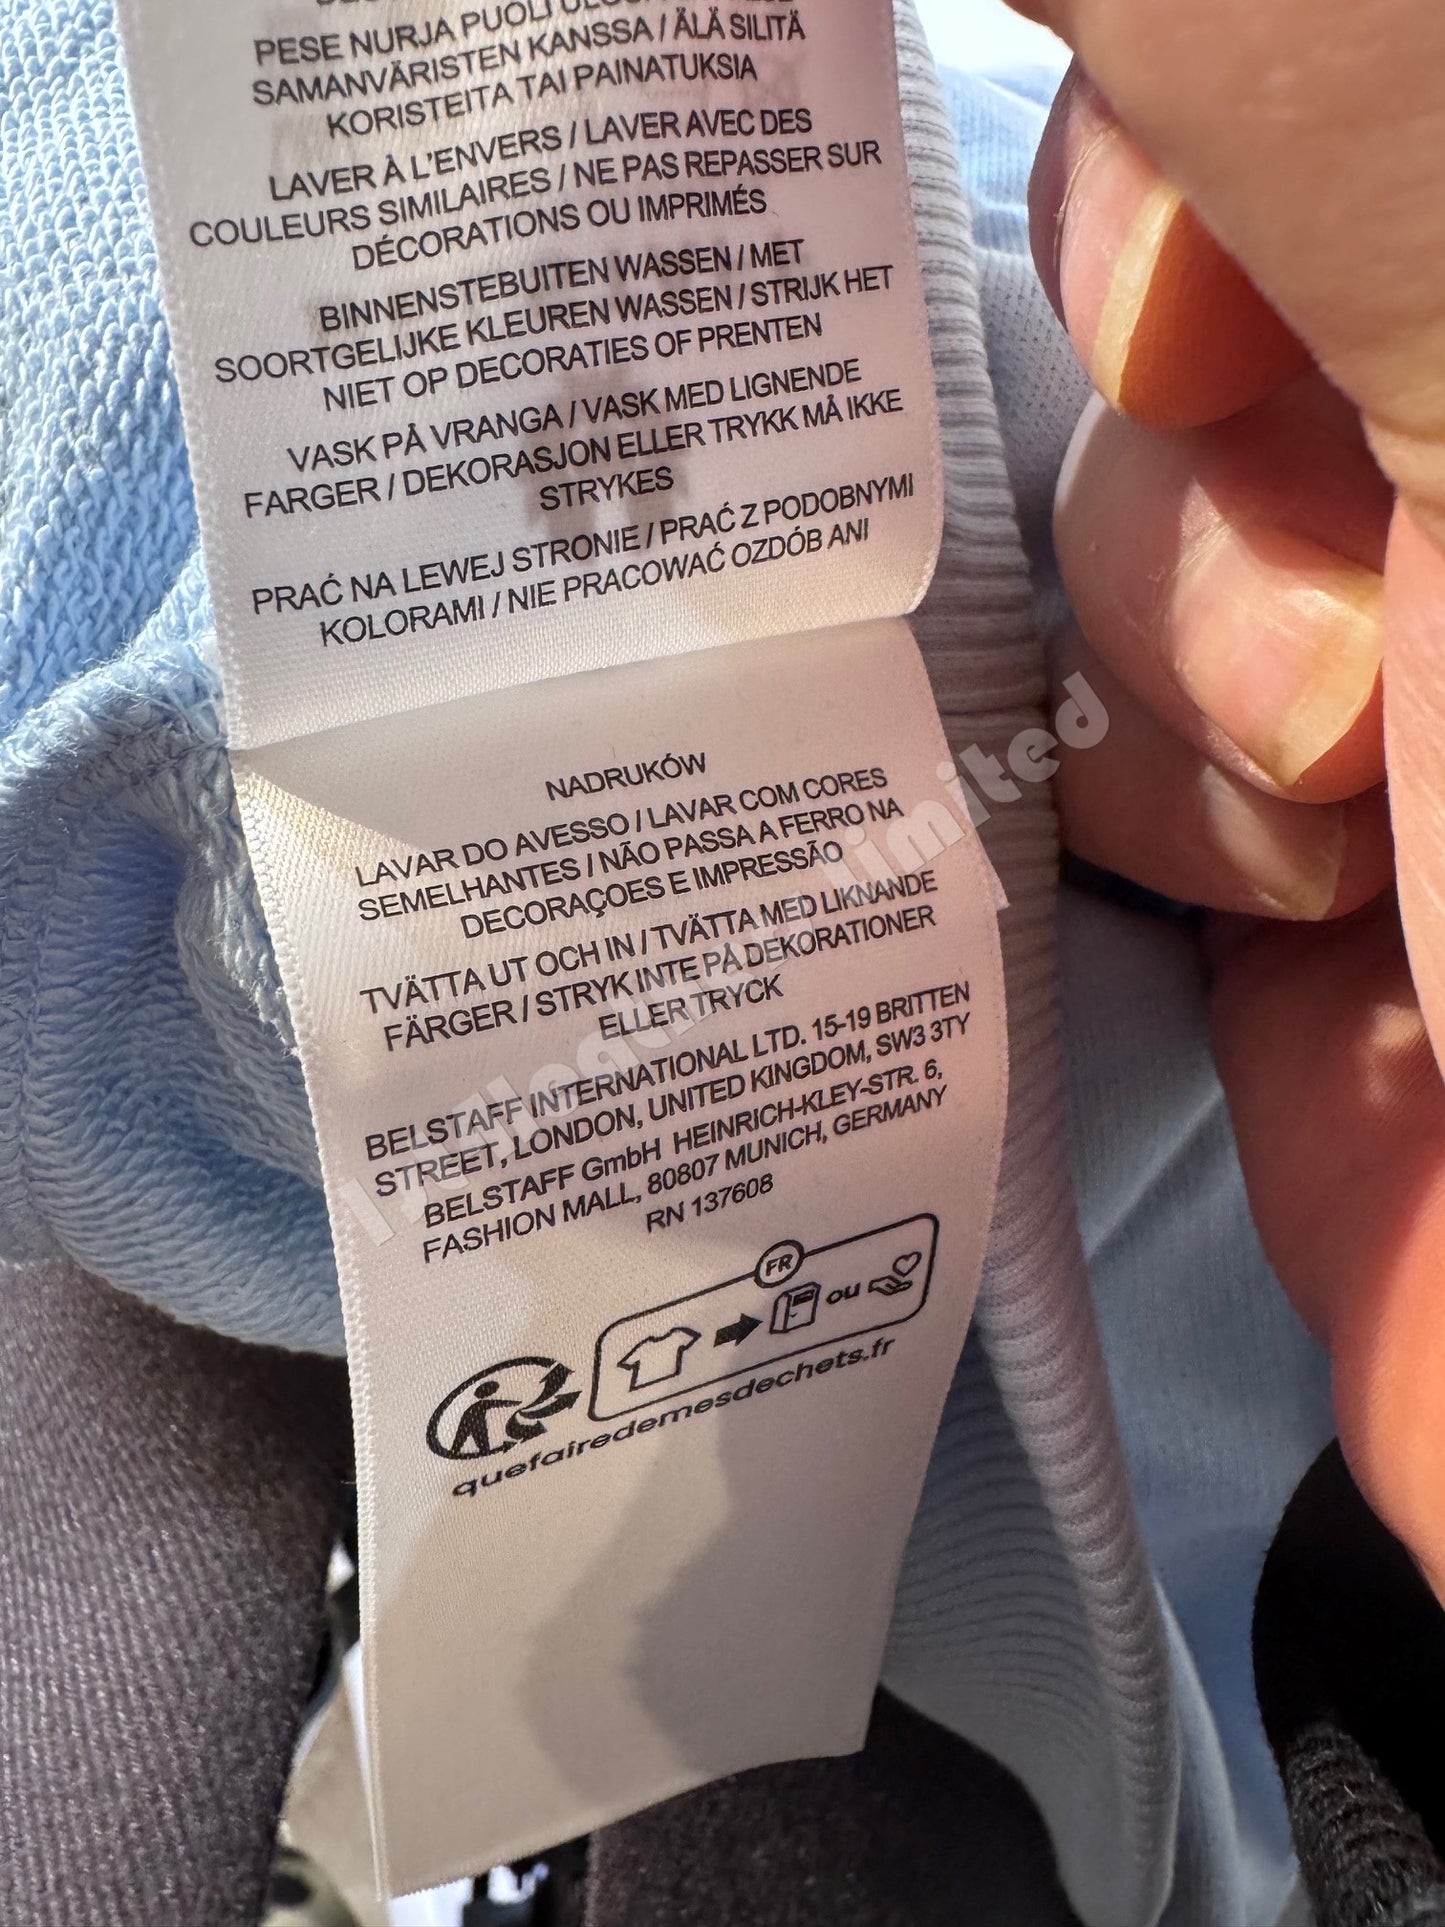 PESE NURJA PUOLI
SAMANVÄRISTEN KANSSA / ÄLÄ SILITÄ
KORISTEITA TAI PAINATUKSIA
LAVER À L'ENVERS / LAVER AVEC DES
COULEURS SIMILAIRES / NE PAS REPASSER SUR
DÉCORATIONS OU IMPRIMÉS
BINNENSTEBUITEN WASSEN / MET
SOORTGELIJKE KLEUREN WASSEN / STRIJK HET
NIET OP DECORATIES OF PRENTEN
VASK PÅ VRANGA / VASK MED LIGNENDE
FARGER / DEKORASJON ELLER TRYKK MÅ IKKE
STRYKES
PRAĆ NA LEWEJ STRONIE / PRAĆ Z PODOBNYMI
KOLORAMI / NIE PRACOWAĆ OZDÓB ANI
NADRUKÓW
LAVAR DO AVESSO / LAVAR COM CORES
SEMELHANTES / NÃO PASSA A FERRO NA
DECORAÇOES E IMPRESSÃO
TVÄTTA UT OCH IN / TVÄTTA MED LIKNANDE
FÄRGER / STRYK INTE PÅ DEKORATIONER
ELLER TRYCK
BELSTAFF INTERNATIONAL LTD. 15-19 BRITTEN
STREET, LONDON, UNITED KINGDOM, SW3 3TY
BELSTAFF GmbH HEINRICH-KLEY-STR. 6,
FASHION MALL, 80807 MUNICH, GERMANY
RN 137608
FR
ou
quefairedemesdechets.fr
limited